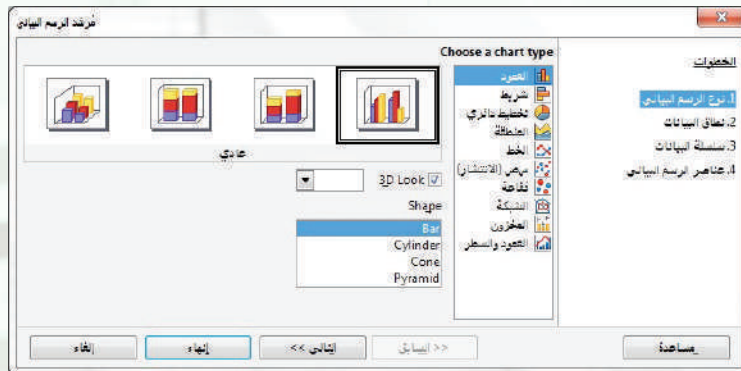 مُرشد الرسم البياني
الخطوات
1. نوع الرسم البياني
2. نطاق البيانات
3. سلسلة البيانات
4. عناصر الرسم البياني
Choose a chart type
العمود
شريط
تخطيط دائري
المنطقة
الخط
س‌ص (الانتشار)
فقاعة
الشبكة
المخزون
العمود والسطر
عادي
3D Look
Shape
Bar
Cylinder
Cone
Pyramid
مساعدة
<< السابق
التالي >>
إنهاء
إلغاء